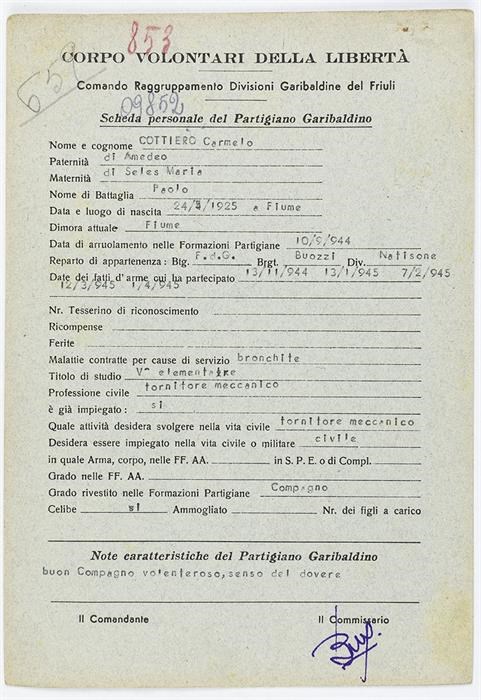 853
CORPO VOLONTARI DELLA LIBERTÀ
659
Comando Raggruppamento Divisioni Garibaldine del Friuli
09852
Scheda personale del Partigiano Garibaldino
Nome e cognome COTTIERO Carmelo
Paternità di Amedeo
Maternità di Seles Maria
Nome di Battaglia Paolo
Data e luogo di nascita 24/3/1925 a Fiume
Dimora attuale Fiume
Data di arruolamento nelle Formazioni Partigiane 10/9/944
Reparto di appartenenza: Btg. F.d.G. Brgt. Buozzi Div. Natisone
Date dei fatti d'arme cui ha partecipato 13/11/944 13/1/945 7/2/945
12/3/945 1/4/945
Nr. Tesserino di riconoscimento
Ricompense
Ferite
Malattie contratte per cause di servizio bronchite
Titolo di studio Vª elementare
Professione civile tornitore meccanico
è già impiegato: si
Quale attività desidera svolgere nella vita civile tornitore meccanico
Desidera essere impiegato nella vita civile o militare civile
in quale Arma, corpo, nelle FF. AA. in S. P. E. o di Compl.
Grado nelle FF. AA.
Grado rivestito nelle Formazioni Partigiane Compagno
Celibe si Ammogliato Nr. dei figli a carico
Note caratteristiche del Partigiano Garibaldino
buon Compagno volenteroso, senso del dovere
Il Comandante Il Commissario